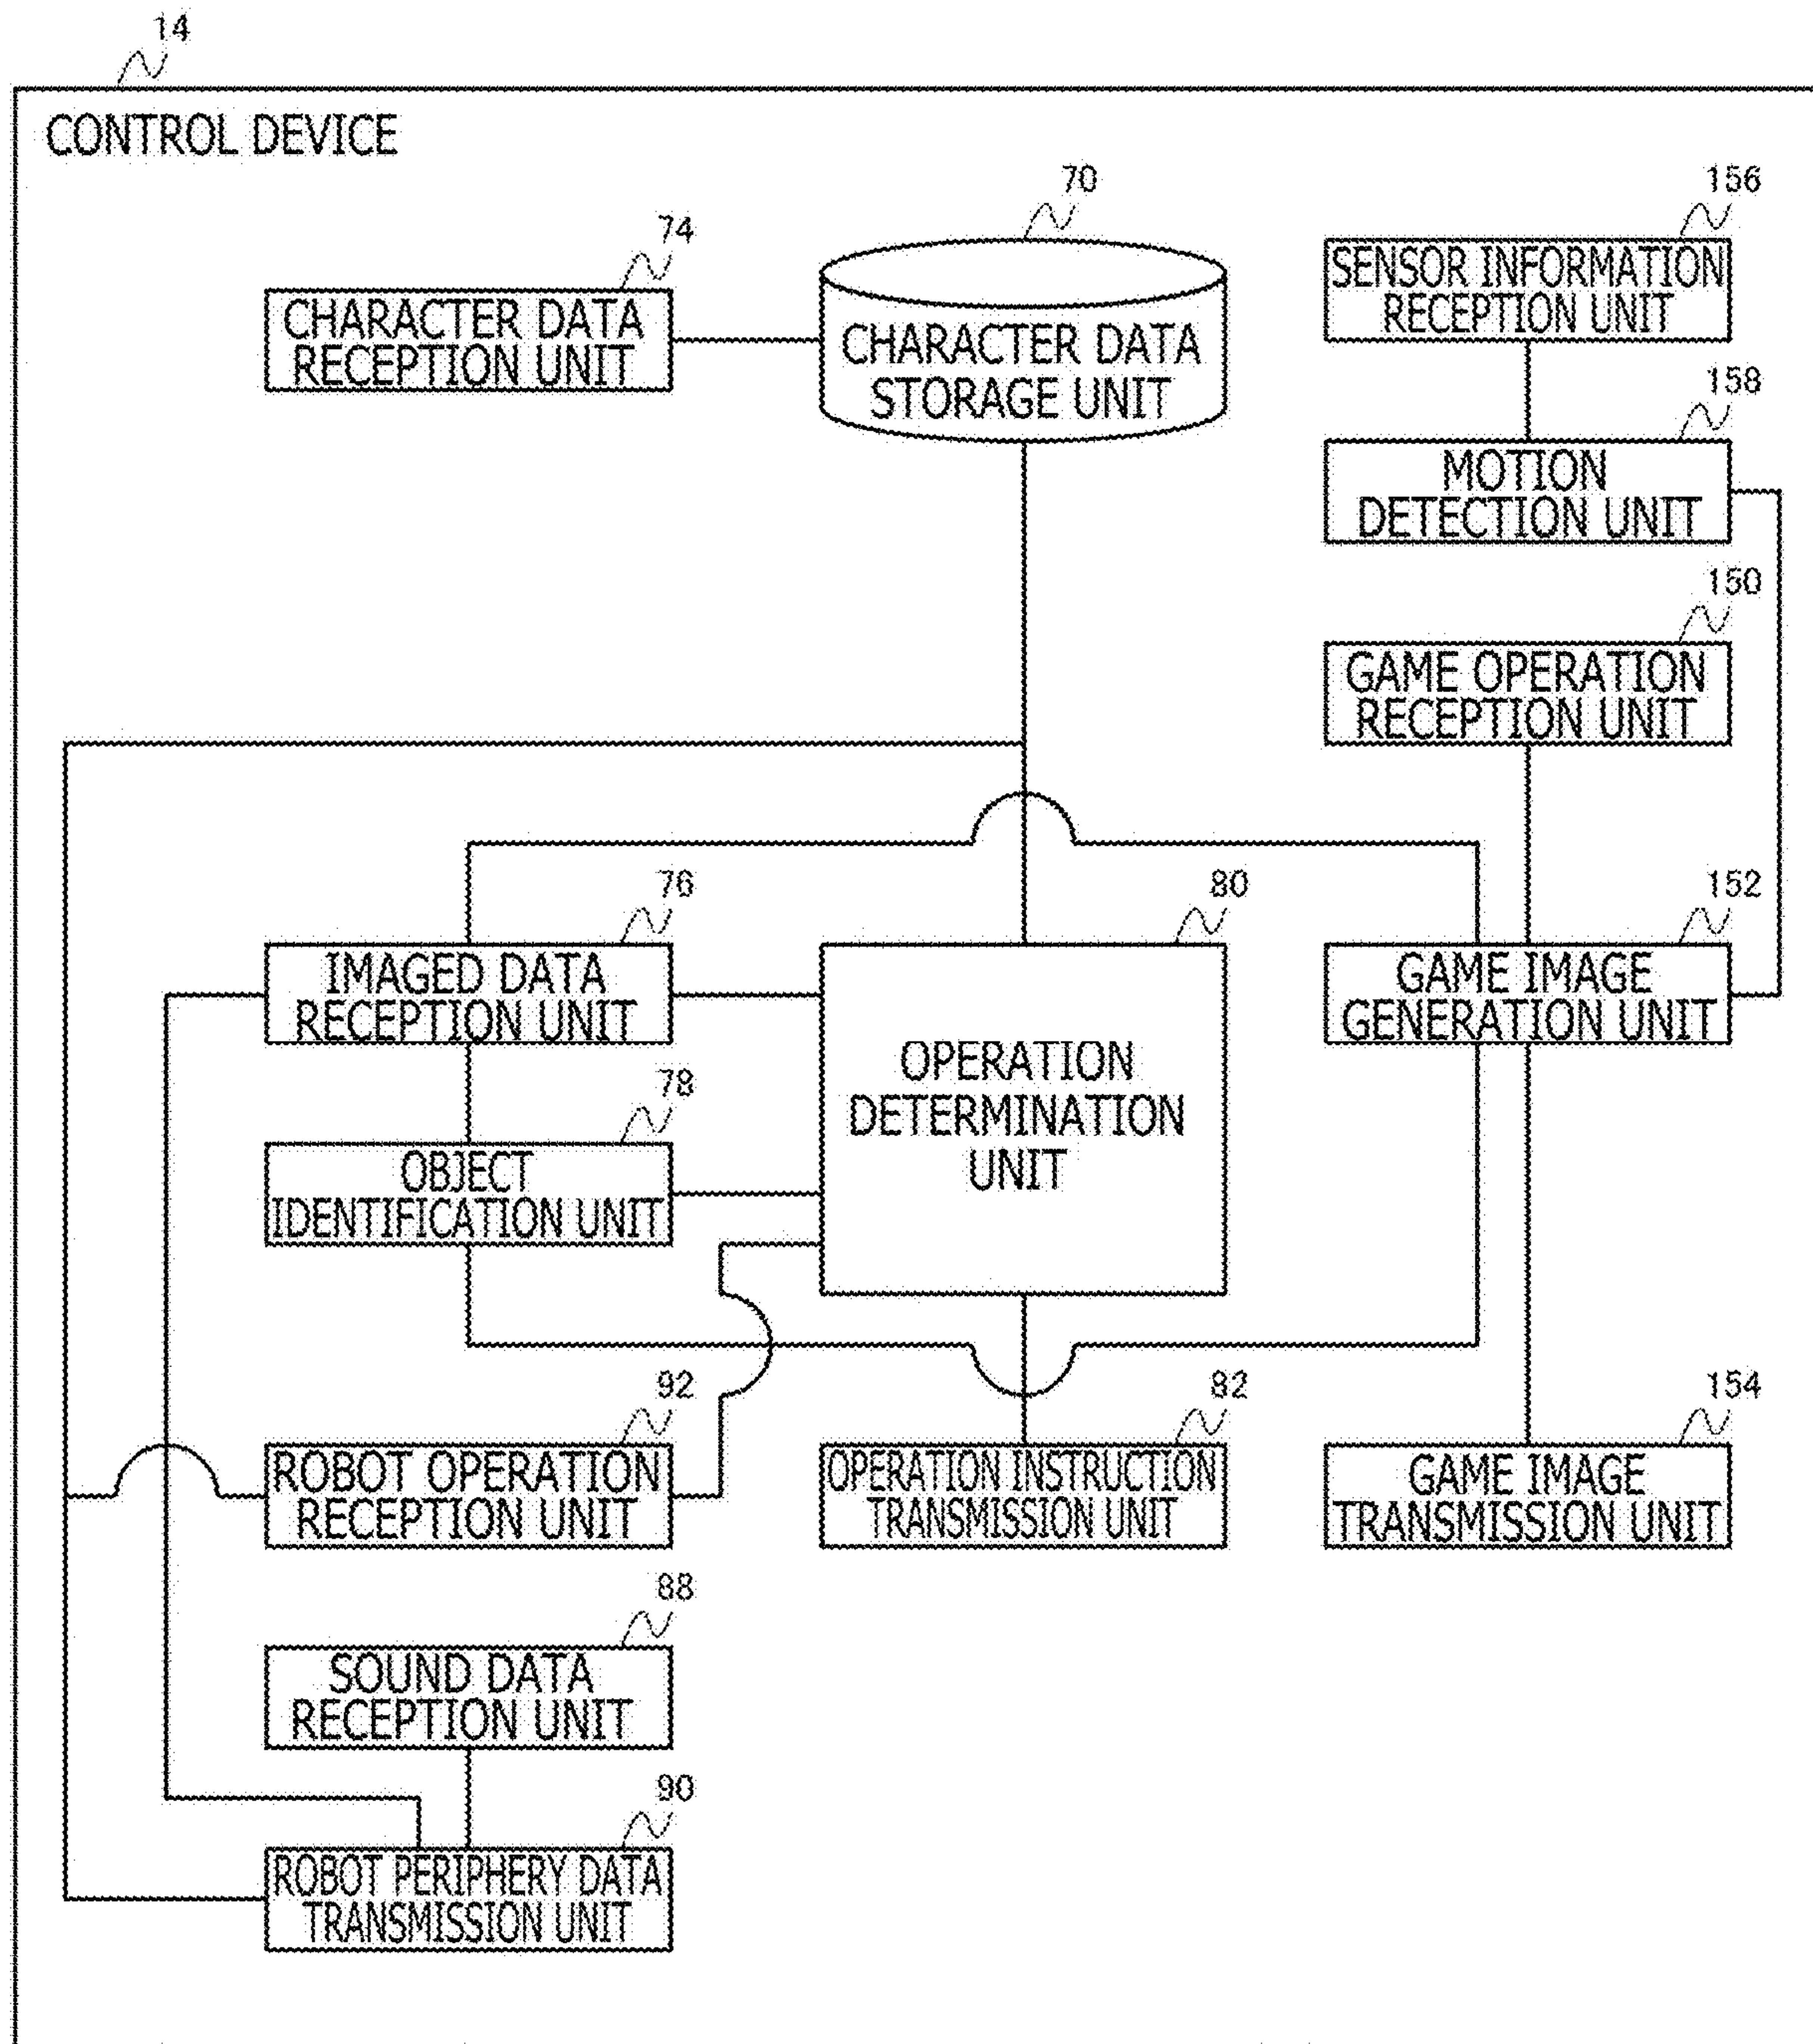 14
CONTROL DEVICE
70
156
74
SENSOR INFORMATION
RECEPTION UNIT
CHARACTER DATA
RECEPTION UNIT
CHARACTER DATA
STORAGE UNIT
158
MOTION
DETECTION UNIT
150
GAME OPERATION
RECEPTION UNIT
76
80
152
IMAGED DATA
RECEPTION UNIT
GAME IMAGE
GENERATION UNIT
OPERATION
DETERMINATION
UNIT
78
OBJECT
IDENTIFICATION UNIT
92
82
154
ROBOT OPERATION
RECEPTION UNIT
OPERATION INSTRUCTION
TRANSMISSION UNIT
GAME IMAGE
TRANSMISSION UNIT
88
SOUND DATA
RECEPTION UNIT
90
ROBOT PERIPHERY DATA
TRANSMISSION UNIT